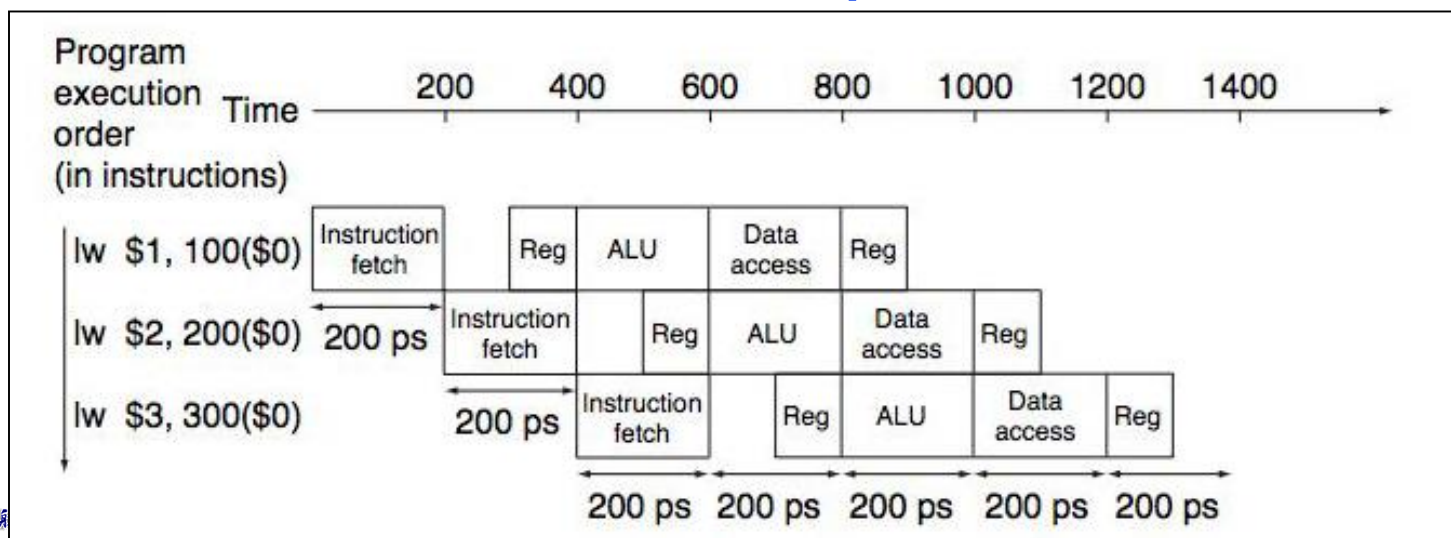 Program
execution
order
(in instructions)
Time
200 400 600 800 1000 1200 1400
lw $1, 100($0)
Instruction
fetch
Reg
ALU
Data
access
Reg
200 ps
lw $2, 200($0)
Instruction
fetch
Reg
ALU
Data
access
Reg
200 ps
lw $3, 300($0)
Instruction
fetch
Reg
ALU
Data
access
Reg
200 ps 200 ps 200 ps 200 ps 200 ps